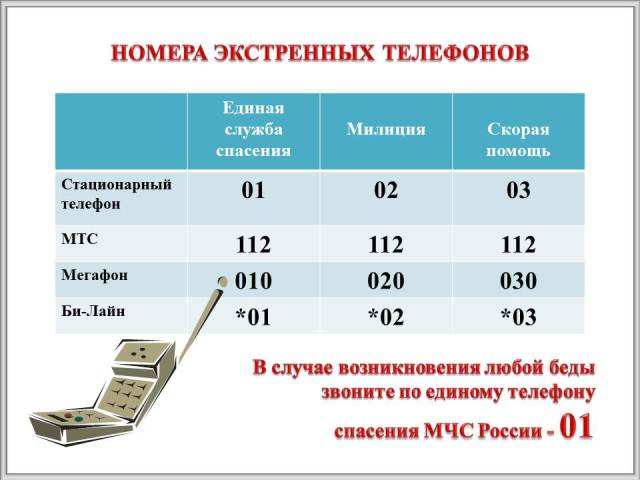 НОМЕРА ЭКСТРЕННЫХ ТЕЛЕФОНОВ
Единая
служба
спасения
Милиция
Скорая
помощь
Стационарный
телефон
01 02 03
МТС 112 112 112
Мегафон 010 020 030
Би-Лайн *01 *02 *03
В случае возникновения любой беды
звоните по единому телефону
спасения МЧС России - 01